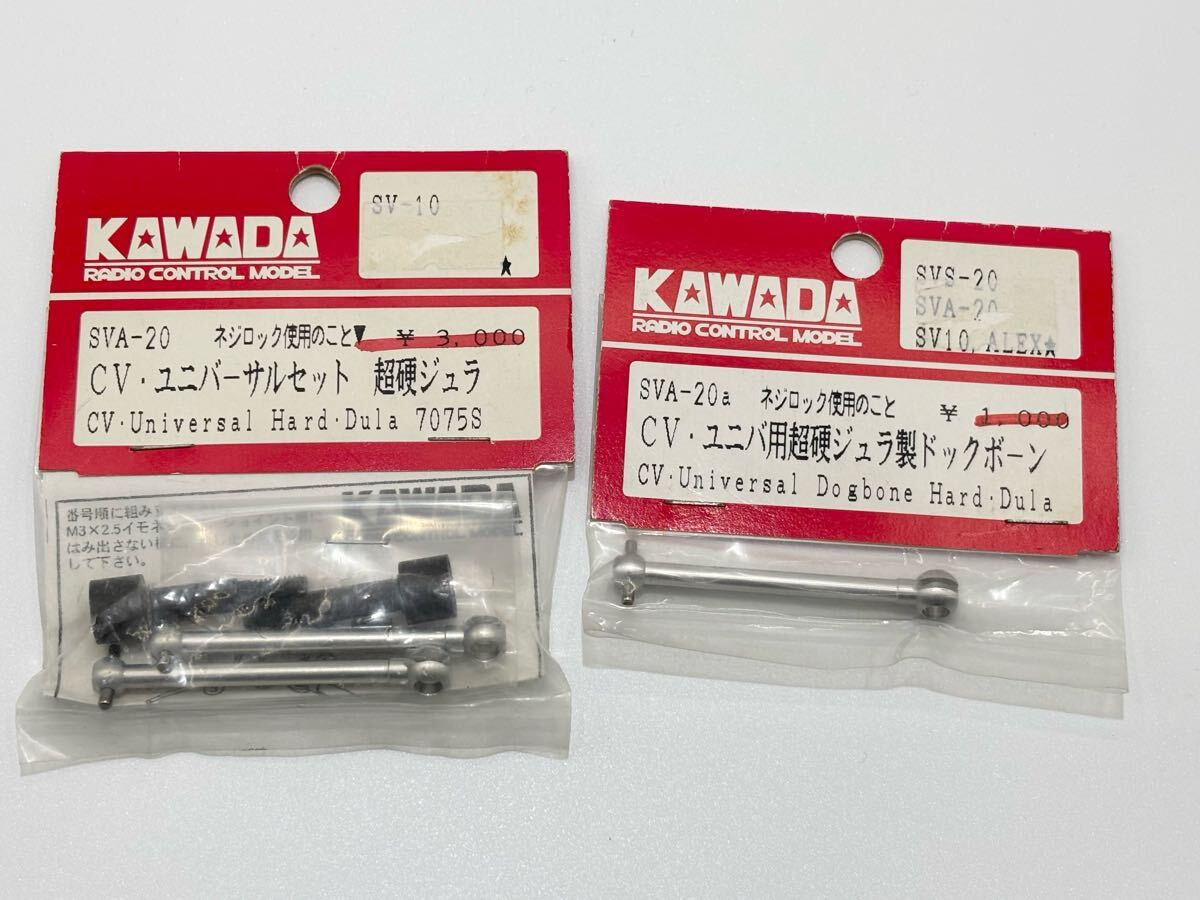 SV-10
★
KAWADA
RADIO CONTROL MODEL
SVA-20 ネジロック使用のこと ¥ 3,000
CV・ユニバーサルセット 超硬ジュラ
CV・Universal Hard・Dula 7075S
KAWADA
番号順に組み
M3×2.5イモネ
はみ出さない
して下さい。
SVS-20
SVA-20
SV10, ALEX★
KAWADA
RADIO CONTROL MODEL
SVA-20a ネジロック使用のこと ¥ 1,000
CV・ユニバ用超硬ジュラ製ドックボーン
CV・Universal Dogbone Hard・Dula